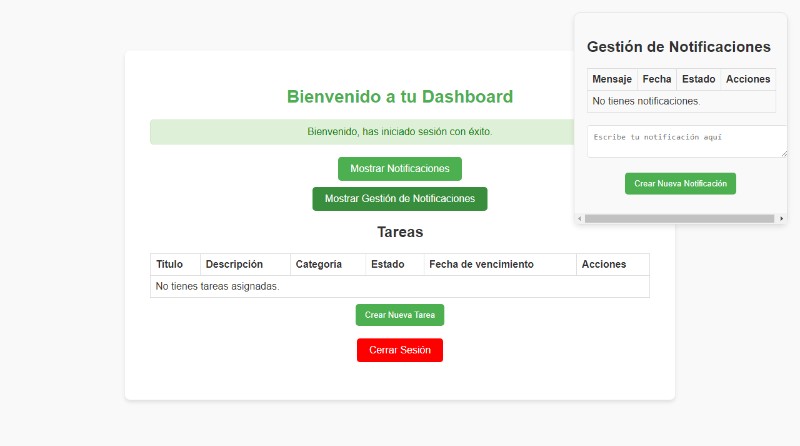 Bienvenido a tu Dashboard
Bienvenido, has iniciado sesión con éxito.
Mostrar Notificaciones
Mostrar Gestión de Notificaciones
Tareas
Título Descripción Categoría Estado Fecha de vencimiento Acciones
No tienes tareas asignadas.
Crear Nueva Tarea
Cerrar Sesión
Gestión de Notificaciones
Mensaje Fecha Estado Acciones
No tienes notificaciones.
Escribe tu notificación aquí
Crear Nueva Notificación